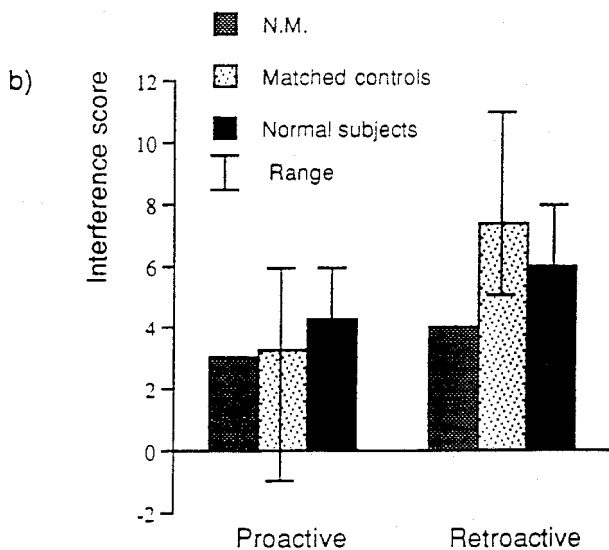 N.M.
b)
Matched controls
Normal subjects
Range
Interference score
12
10
8
6
4
2
0
-2
Proactive
Retroactive